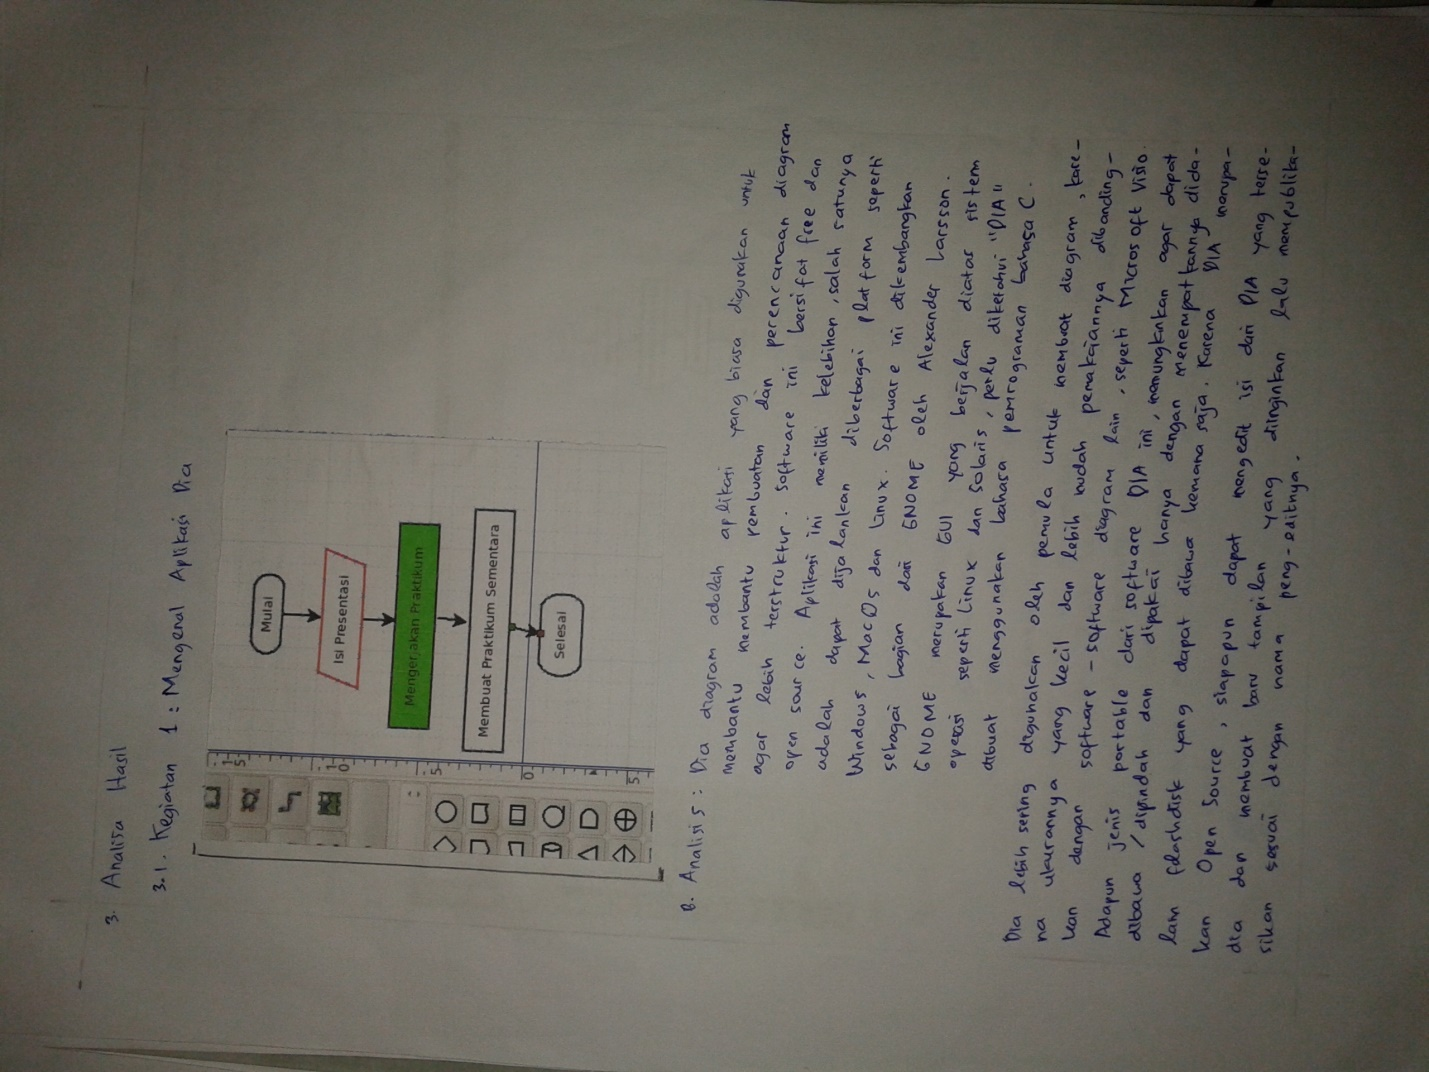 3. Analisa Hasil
3.1. Kegiatan 1 : Mengenal Aplikasi Dia
Mulai
Isi Presentasi
Mengerjakan Praktikum
Membuat Praktikum Sementara
Selesai
B. Analisis : Dia diagram adalah aplikasi yang biasa digunakan untuk
membantu membantu pembuatan dan perencanaan diagram
agar lebih terstruktur. Software ini bersifat free dan
open source. Aplikasi ini memiliki kelebihan, salah satunya
adalah dapat dijalankan diberbagai platform seperti
Windows, Mac Os dan Linux. Software ini dikembangkan
sebagai bagian dari GNOME oleh Alexander Larsson.
GNOME merupakan GUI yang berjalan diatas sistem
operasi seperti Linux dan Solaris, perlu diketahui "DIA"
dibuat menggunakan bahasa pemrograman bahasa C.
Dia lebih sering digunakan oleh pemula untuk membuat diagram, kare-
na ukurannya yang kecil dan lebih mudah pemakaiannya dibanding-
kan dengan software - software diagram lain, seperti Microsoft Visio.
Adapun jenis portable dari software DIA ini, memungkinkan agar dapat
dibawa / dipindah dan dipakai hanya dengan menempatkannya dida-
lam flashdisk yang dapat dibawa kemana saja. Karena DIA merupa-
kan Open Source, siapapun dapat mengedit isi dari DIA yang terse-
dia dan membuat baru tampilan yang diinginkan lalu mempublika-
sikan sesuai dengan nama peng-editnya.